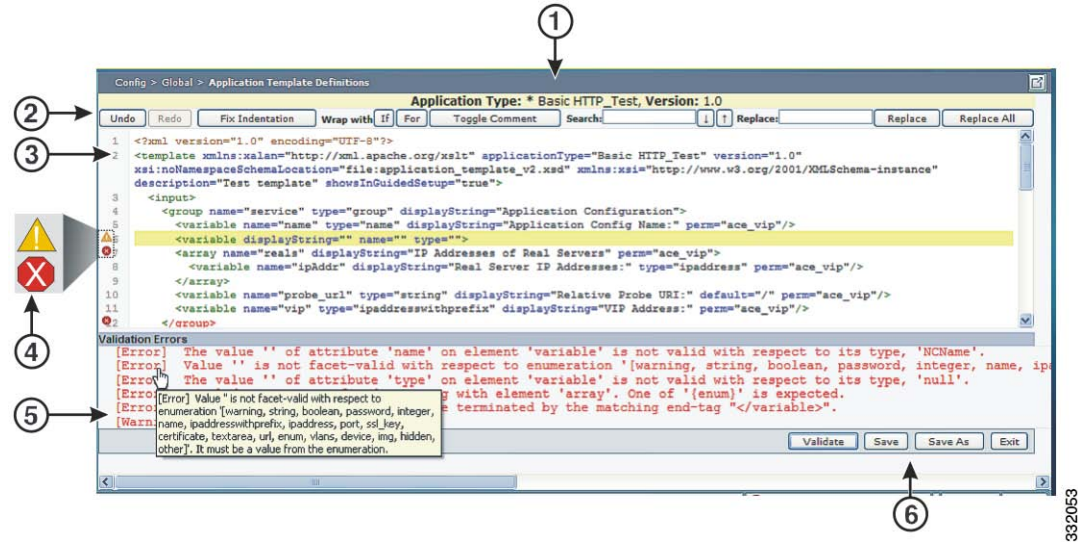 1
Config > Global > Application Template Definitions
Application Type: * Basic HTTP_Test, Version: 1.0
2
Undo Redo Fix Indentation Wrap with If For Toggle Comment Search: ↓ ↑ Replace: Replace Replace All
3
1 <?xml version="1.0" encoding="UTF-8"?>
2 <template xmlns:xalan="http://xml.apache.org/xslt" applicationType="Basic HTTP_Test" version="1.0"
xsi:noNamespaceSchemaLocation="file:application_template_v2.xsd" xmlns:xsi="http://www.w3.org/2001/XMLSchema-instance"
description="Test template" showsInGuidedSetup="true">
3 <input>
4 <group name="service" type="group" displayString="Application Configuration">
5 <variable name="name" type="name" displayString="Application Config Name:" perm="ace_vip"/>
<variable displayString="" name="" type="">
<array name="reals" displayString="IP Addresses of Real Servers" perm="ace_vip">
8 <variable name="ipAddr" displayString="Real Server IP Addresses:" type="ipaddress" perm="ace_vip"/>
9 </array>
10 <variable name="probe_url" type="string" displayString="Relative Probe URI:" default="/" perm="ace_vip"/>
11 <variable name="vip" type="ipaddresswithprefix" displayString="VIP Address:" perm="ace_vip"/>
</group>
4
Validation Errors
[Error] The value '' of attribute 'name' on element 'variable' is not valid with respect to its type, 'NCName'.
[Error] Value '' is not facet-valid with respect to enumeration '[warning, string, boolean, password, integer, name, ipa
[Error] The value '' of attribute 'type' on element 'variable' is not valid with respect to its type, 'null'.
[Error with element 'array'. One of '{enum}' is expected.
[Error terminated by the matching end-tag "</variable>".
[Warni
[Error] Value '' is not facet-valid with respect to
enumeration '[warning, string, boolean, password, integer,
name, ipaddresswithprefix, ipaddress, port, ssl_key,
certificate, textarea, url, enum, vlans, device, img, hidden,
other]'. It must be a value from the enumeration.
5
Validate Save Save As Exit
6
332053